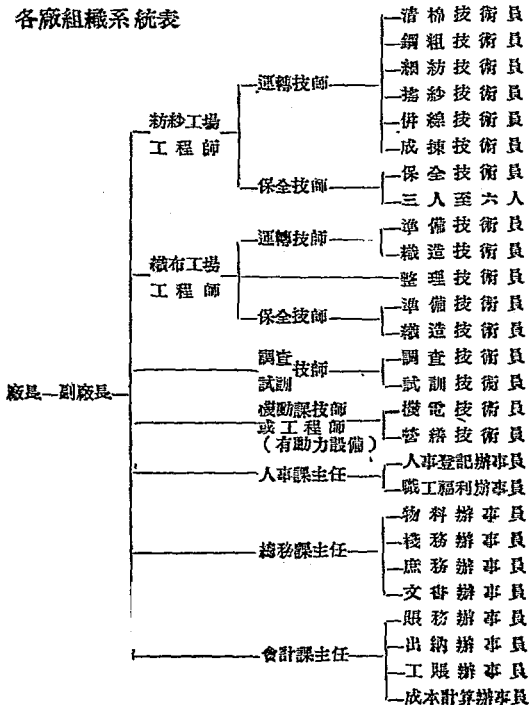 各廠組織系統表
廠長—副廠長
紡紗工場
工程師
運轉技師
清棉技術員
鋼粗技術員
細紡技術員
搖紗技術員
併線技術員
成揀技術員
保全技師
保全技術員
三人至六人
織布工場
工程師
運轉技師
準備技術員
織造技術員
整理技術員
保全技師
準備技術員
織造技術員
調查
試訓
技師
調查技術員
試訓技術員
機動課技師
或工程師
(有助力設備)
機電技術員
營繕技術員
人事課主任
人事登記辦事員
職工福利辦事員
總務課主任
物料辦事員
棧務辦事員
庶務辦事員
文書辦事員
會計課主任
賬務辦事員
出納辦事員
工賬辦事員
成本計算辦事員